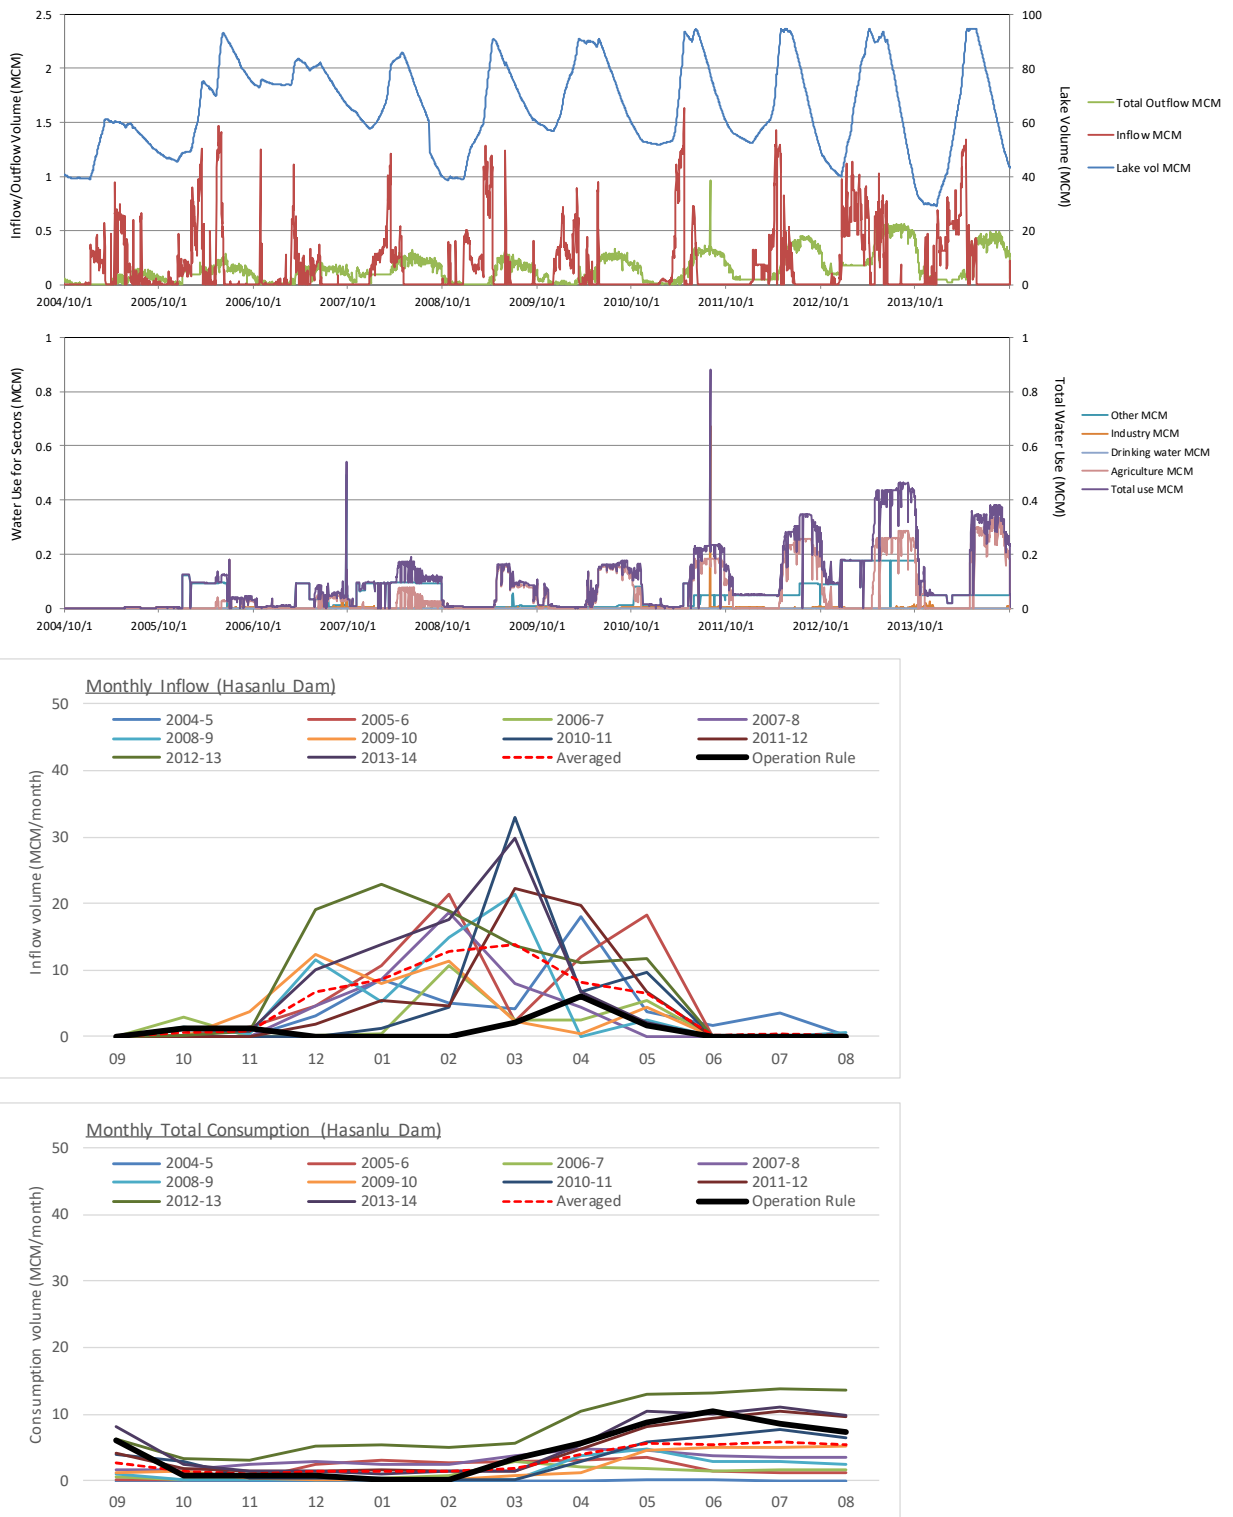 2.5
2
1.5
1
0.5
0
Inflow/Outflow Volume (MCM)
100
80
60
40
20
0
Lake Volume (MCM)
Total Outflow MCM
Inflow MCM
Lake vol MCM
2004/10/1 2005/10/1 2006/10/1 2007/10/1 2008/10/1 2009/10/1 2010/10/1 2011/10/1 2012/10/1 2013/10/1
1
0.8
0.6
0.4
0.2
0
Water Use for Sectors (MCM)
1
0.8
0.6
0.4
0.2
0
Total Water Use (MCM)
Other MCM
Industry MCM
Drinking water MCM
Agriculture MCM
Total use MCM
2004/10/1 2005/10/1 2006/10/1 2007/10/1 2008/10/1 2009/10/1 2010/10/1 2011/10/1 2012/10/1 2013/10/1
Monthly Inflow (Hasanlu Dam)
2004-5 2005-6 2006-7 2007-8
2008-9 2009-10 2010-11 2011-12
2012-13 2013-14 Averaged Operation Rule
50
40
30
20
10
0
Inflow volume (MCM/month)
09 10 11 12 01 02 03 04 05 06 07 08
Monthly Total Consumption (Hasanlu Dam)
2004-5 2005-6 2006-7 2007-8
2008-9 2009-10 2010-11 2011-12
2012-13 2013-14 Averaged Operation Rule
50
40
30
20
10
0
Consumption volume (MCM/month)
09 10 11 12 01 02 03 04 05 06 07 08